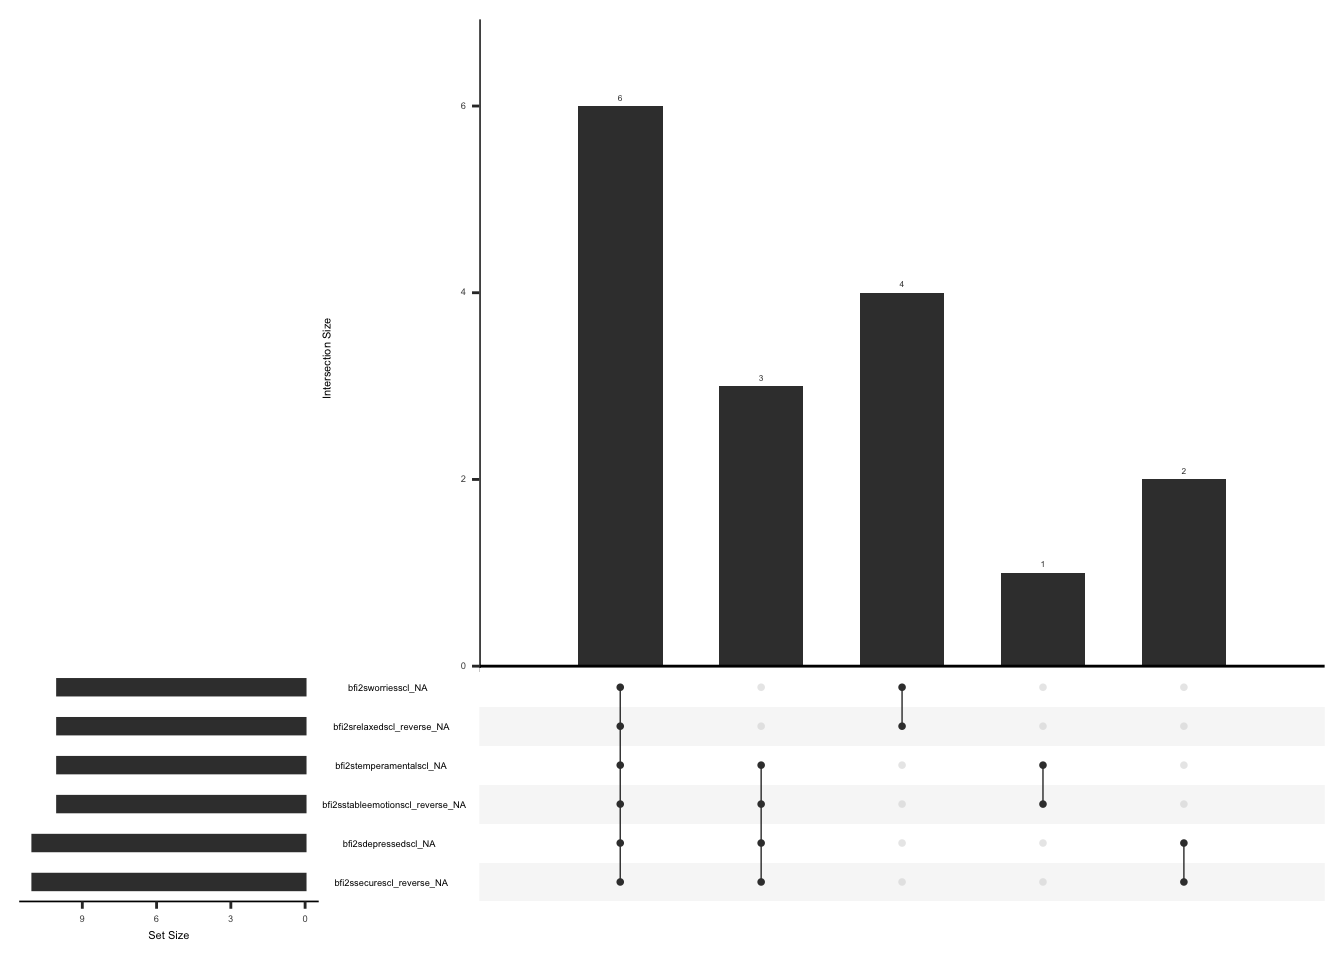 6
6
4
4
3
Intersection Size
2
2
1
0
bfi2sworriesscl_NA
bfi2srelaxedscl_reverse_NA
bfi2stemperamentalscl_NA
bfi2sstableemotionscl_reverse_NA
bfi2sdepressedscl_NA
bfi2ssecurescl_reverse_NA
9 6 3 0
Set Size